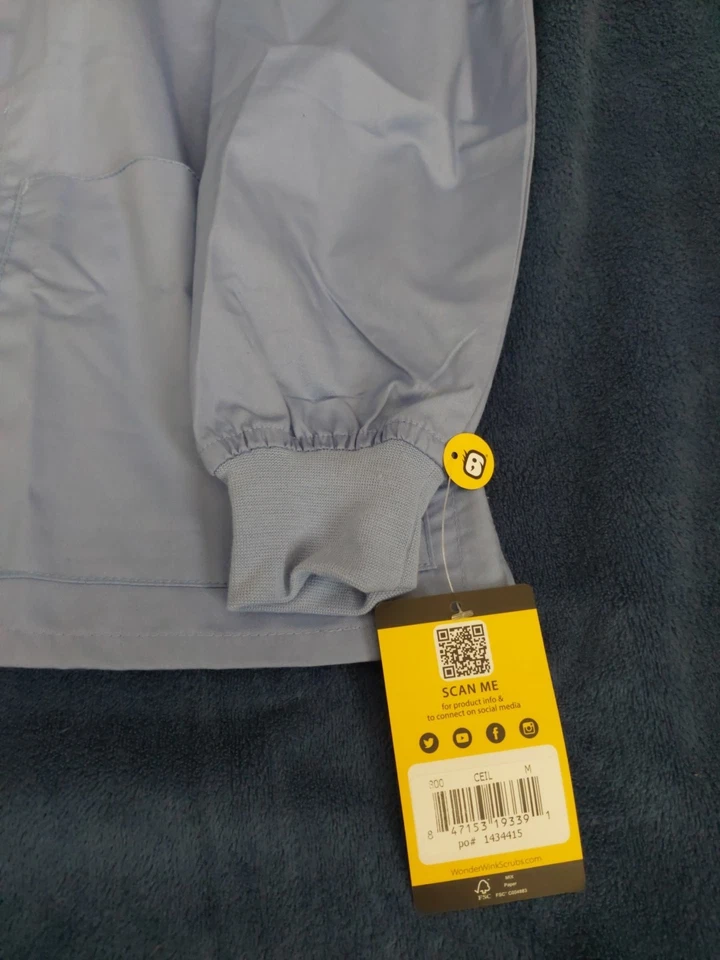 SCAN ME
for product info &
to connect on social media
300 CEIL M
8 47153 19339 1
po# 1434415
WonderWinkScrubs.com
FSC
MIX
Paper